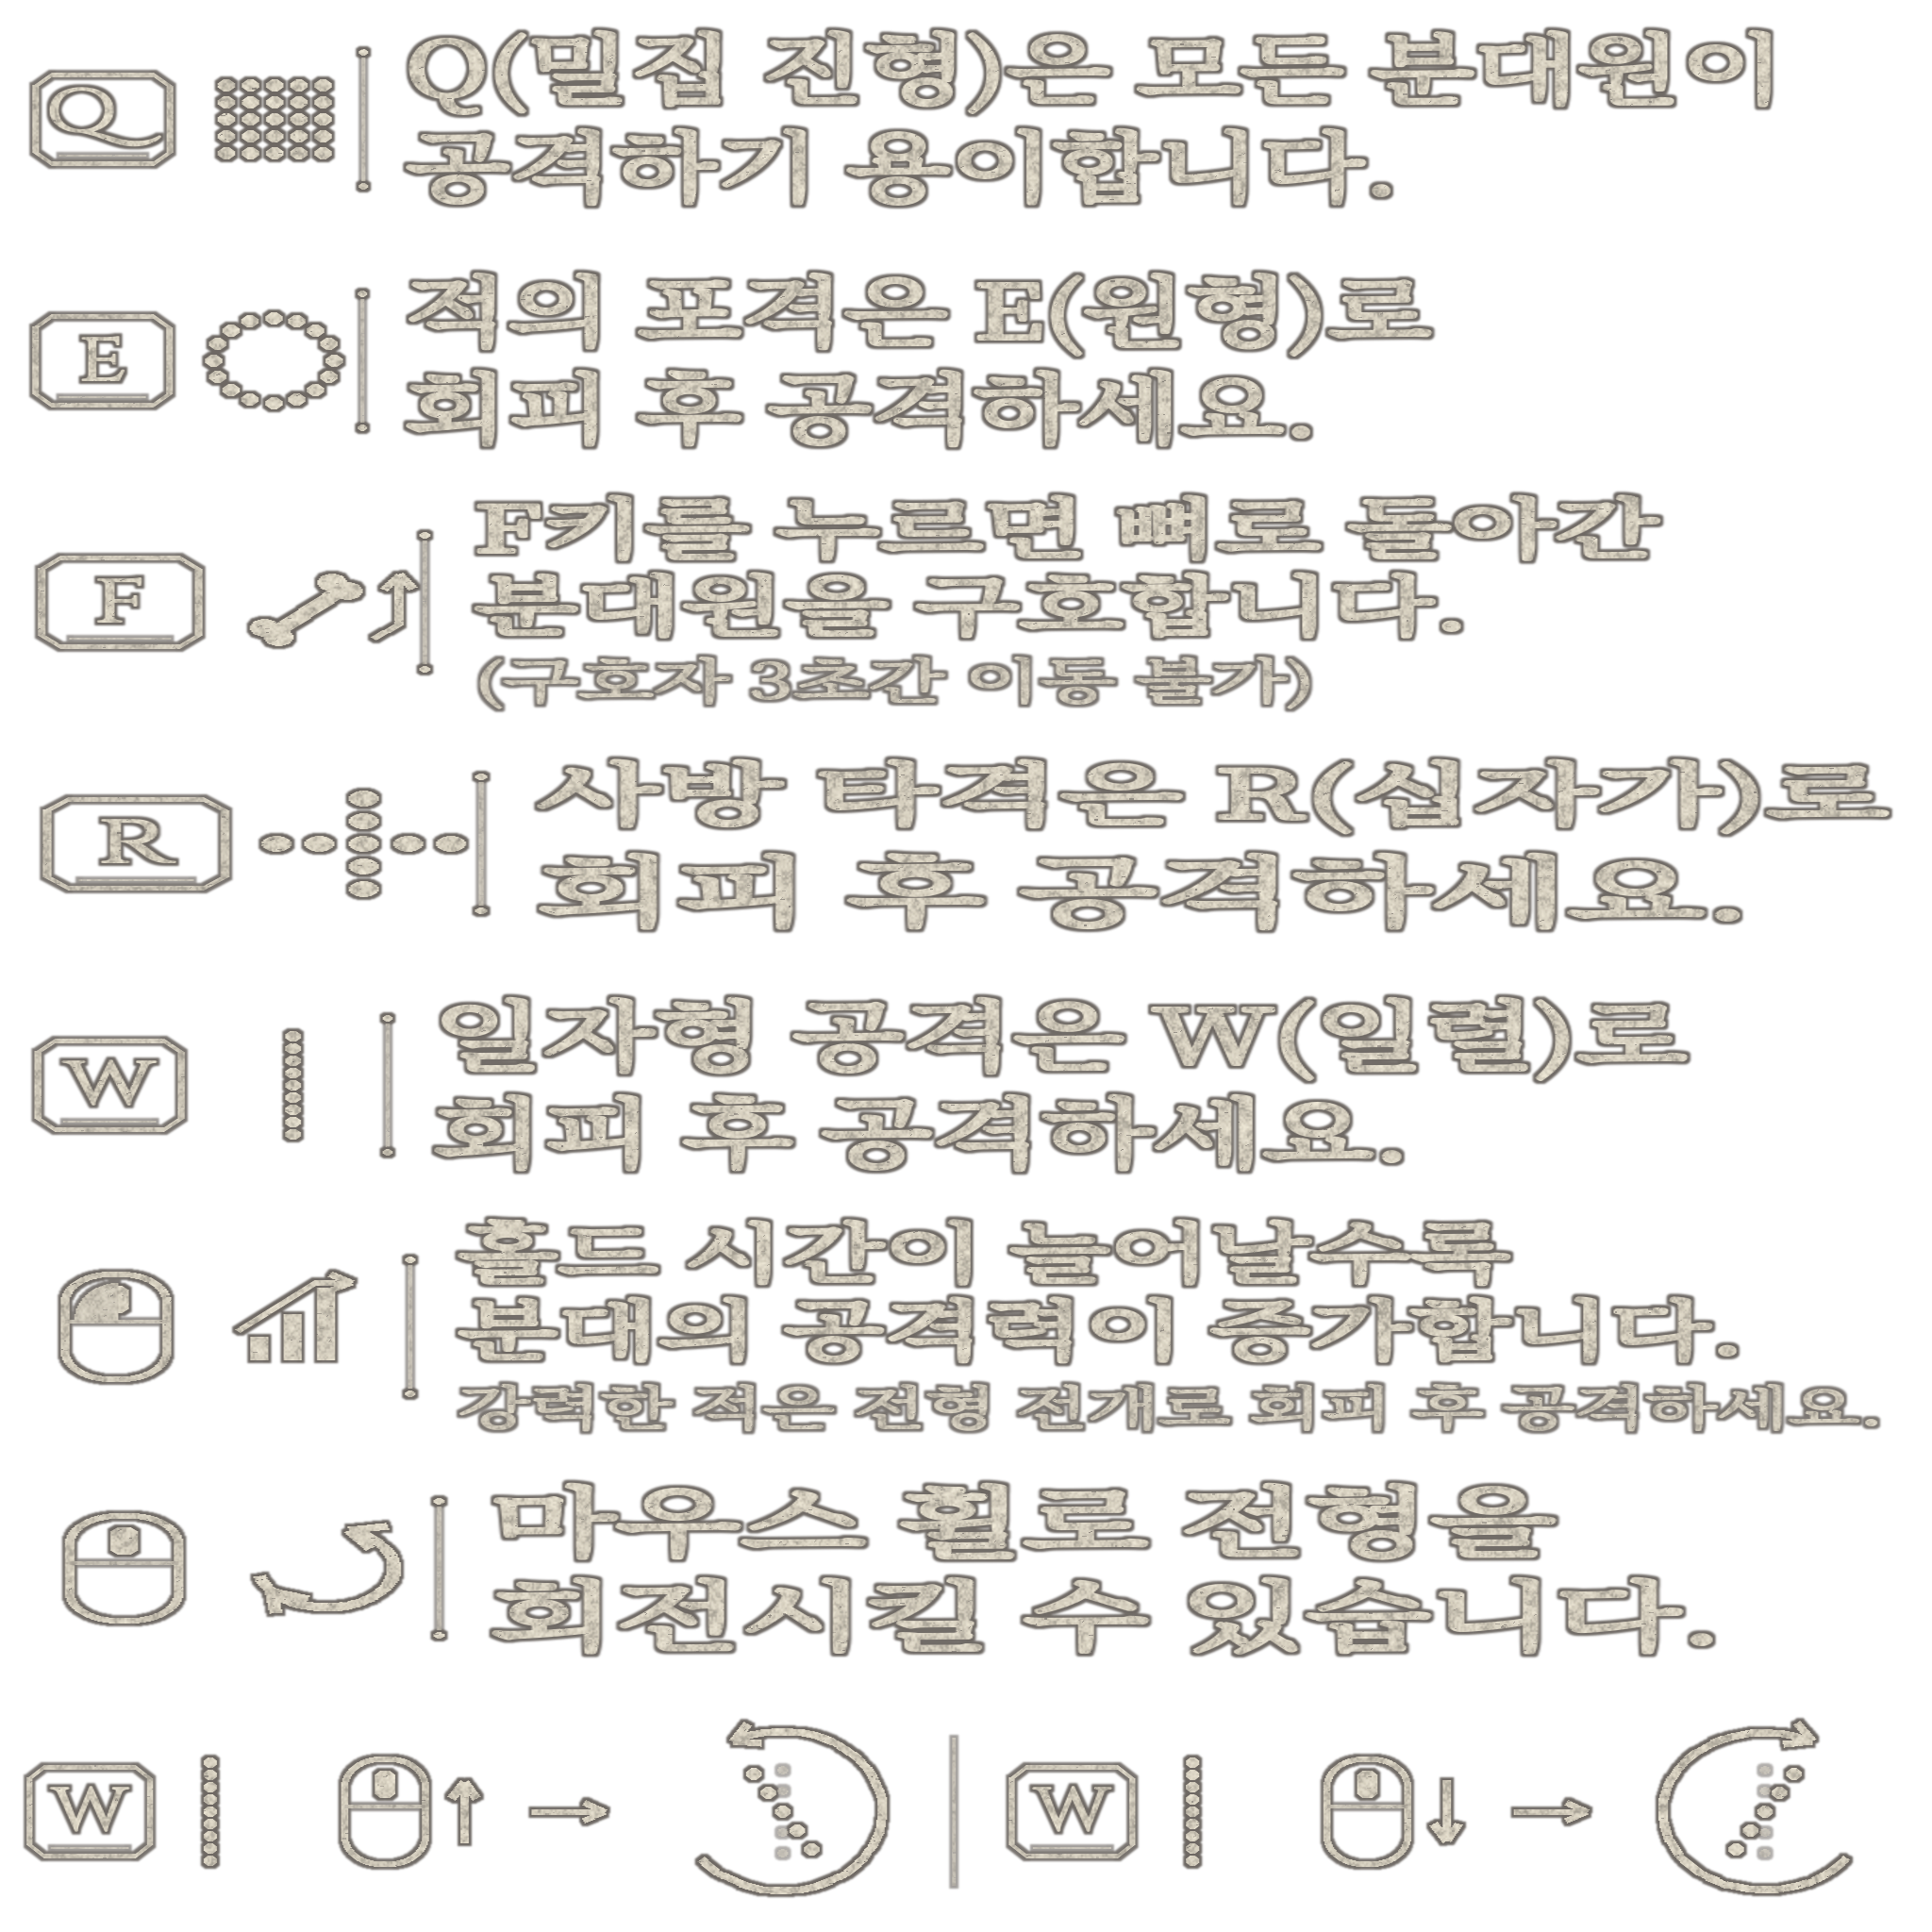 Q
Q(밀집 진형)은 모든 분대원이
공격하기 용이합니다.
E
적의 포격은 E(원형)로
회피 후 공격하세요.
F
F키를 누르면 뼈로 돌아간
분대원을 구호합니다.
(구호자 3초간 이동 불가)
R
사방 타격은 R(십자가)로
회피 후 공격하세요.
W
일자형 공격은 W(일렬)로
회피 후 공격하세요.
홀드 시간이 늘어날수록
분대의 공격력이 증가합니다.
강력한 적은 전형 전개로 회피 후 공격하세요.
마우스 휠로 전형을
회전시킬 수 있습니다.
W
W